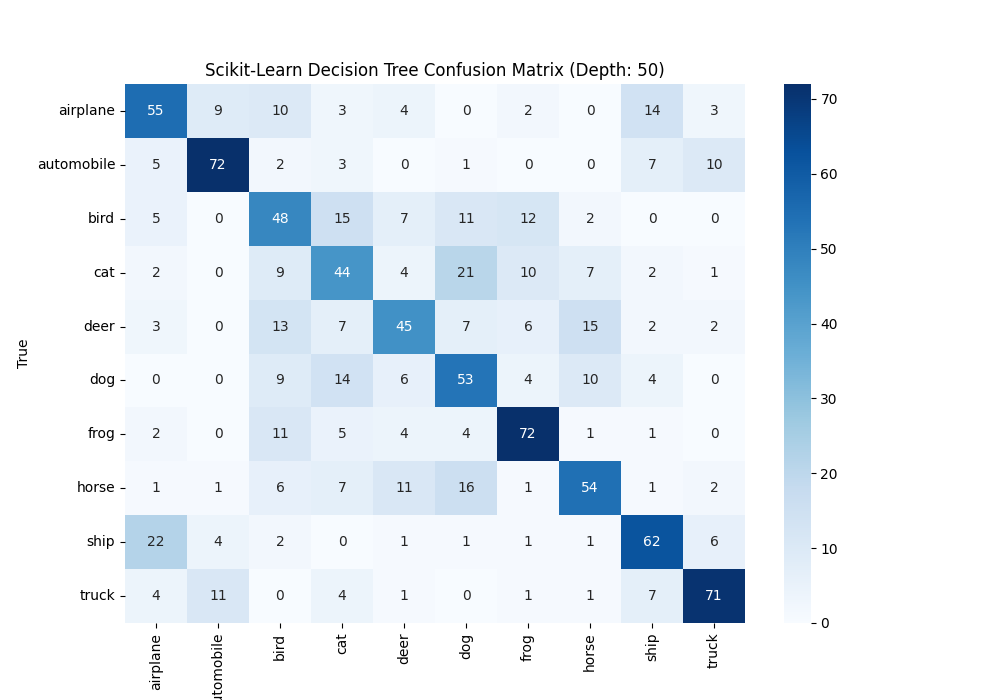 Scikit-Learn Decision Tree Confusion Matrix (Depth: 50)
airplane 55 9 10 3 4 0 2 0 14 3
automobile 5 72 2 3 0 1 0 0 7 10
bird 5 0 48 15 7 11 12 2 0 0
cat 2 0 9 44 4 21 10 7 2 1
deer 3 0 13 7 45 7 6 15 2 2
dog 0 0 9 14 6 53 4 10 4 0
frog 2 0 11 5 4 4 72 1 1 0
horse 1 1 6 7 11 16 1 54 1 2
ship 22 4 2 0 1 1 1 1 62 6
truck 4 11 0 4 1 0 1 1 7 71
True
airplane utomobile bird cat deer dog frog horse ship truck
70
60
50
40
30
20
10
0